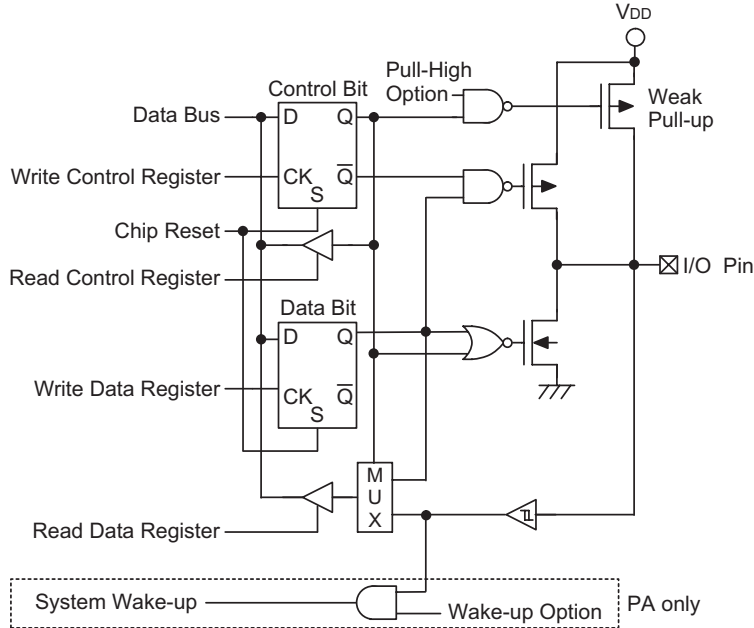 VDD
Pull-High
Option
Control Bit
Weak
Pull-up
Data Bus
D
Q
Write Control Register
CK
Q
S
Chip Reset
Read Control Register
I/O Pin
Data Bit
D
Q
Write Data Register
CK
Q
S
M
U
X
Read Data Register
System Wake-up
Wake-up Option
PA only